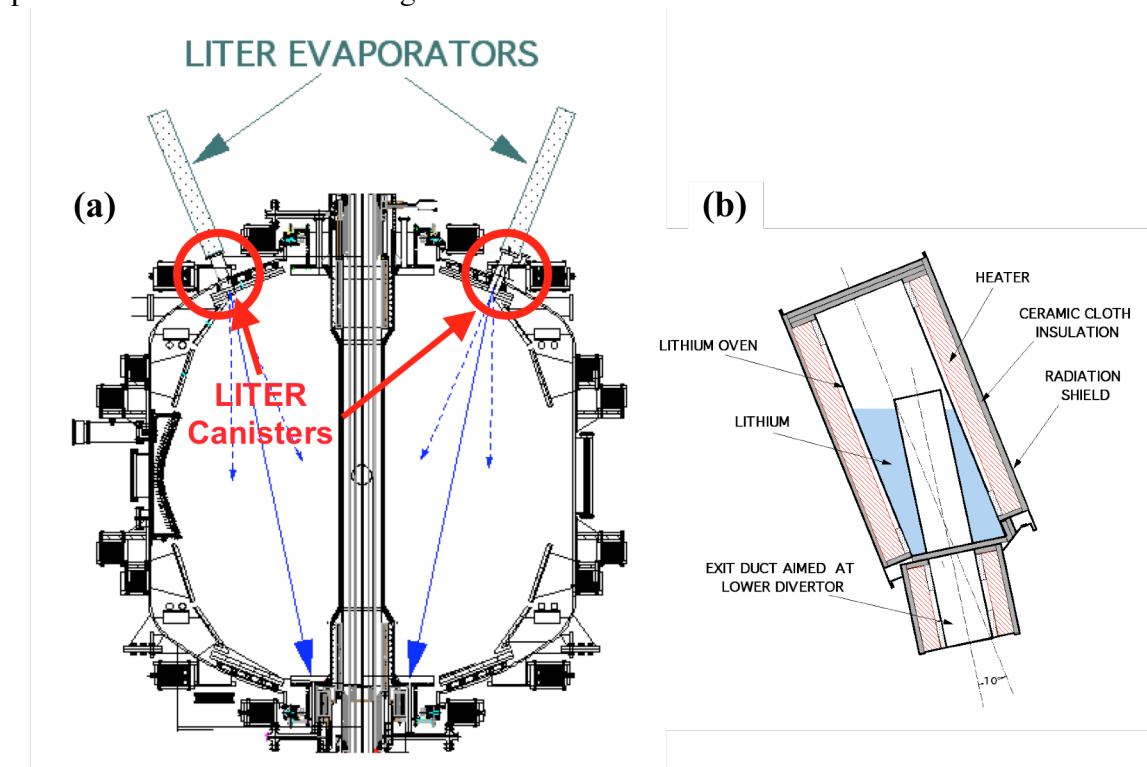 LITER EVAPORATORS
(a)
LITER
Canisters
(b)
HEATER
CERAMIC CLOTH
INSULATION
RADIATION
SHIELD
LITHIUM OVEN
LITHIUM
EXIT DUCT AIMED AT
LOWER DIVERTOR
10°